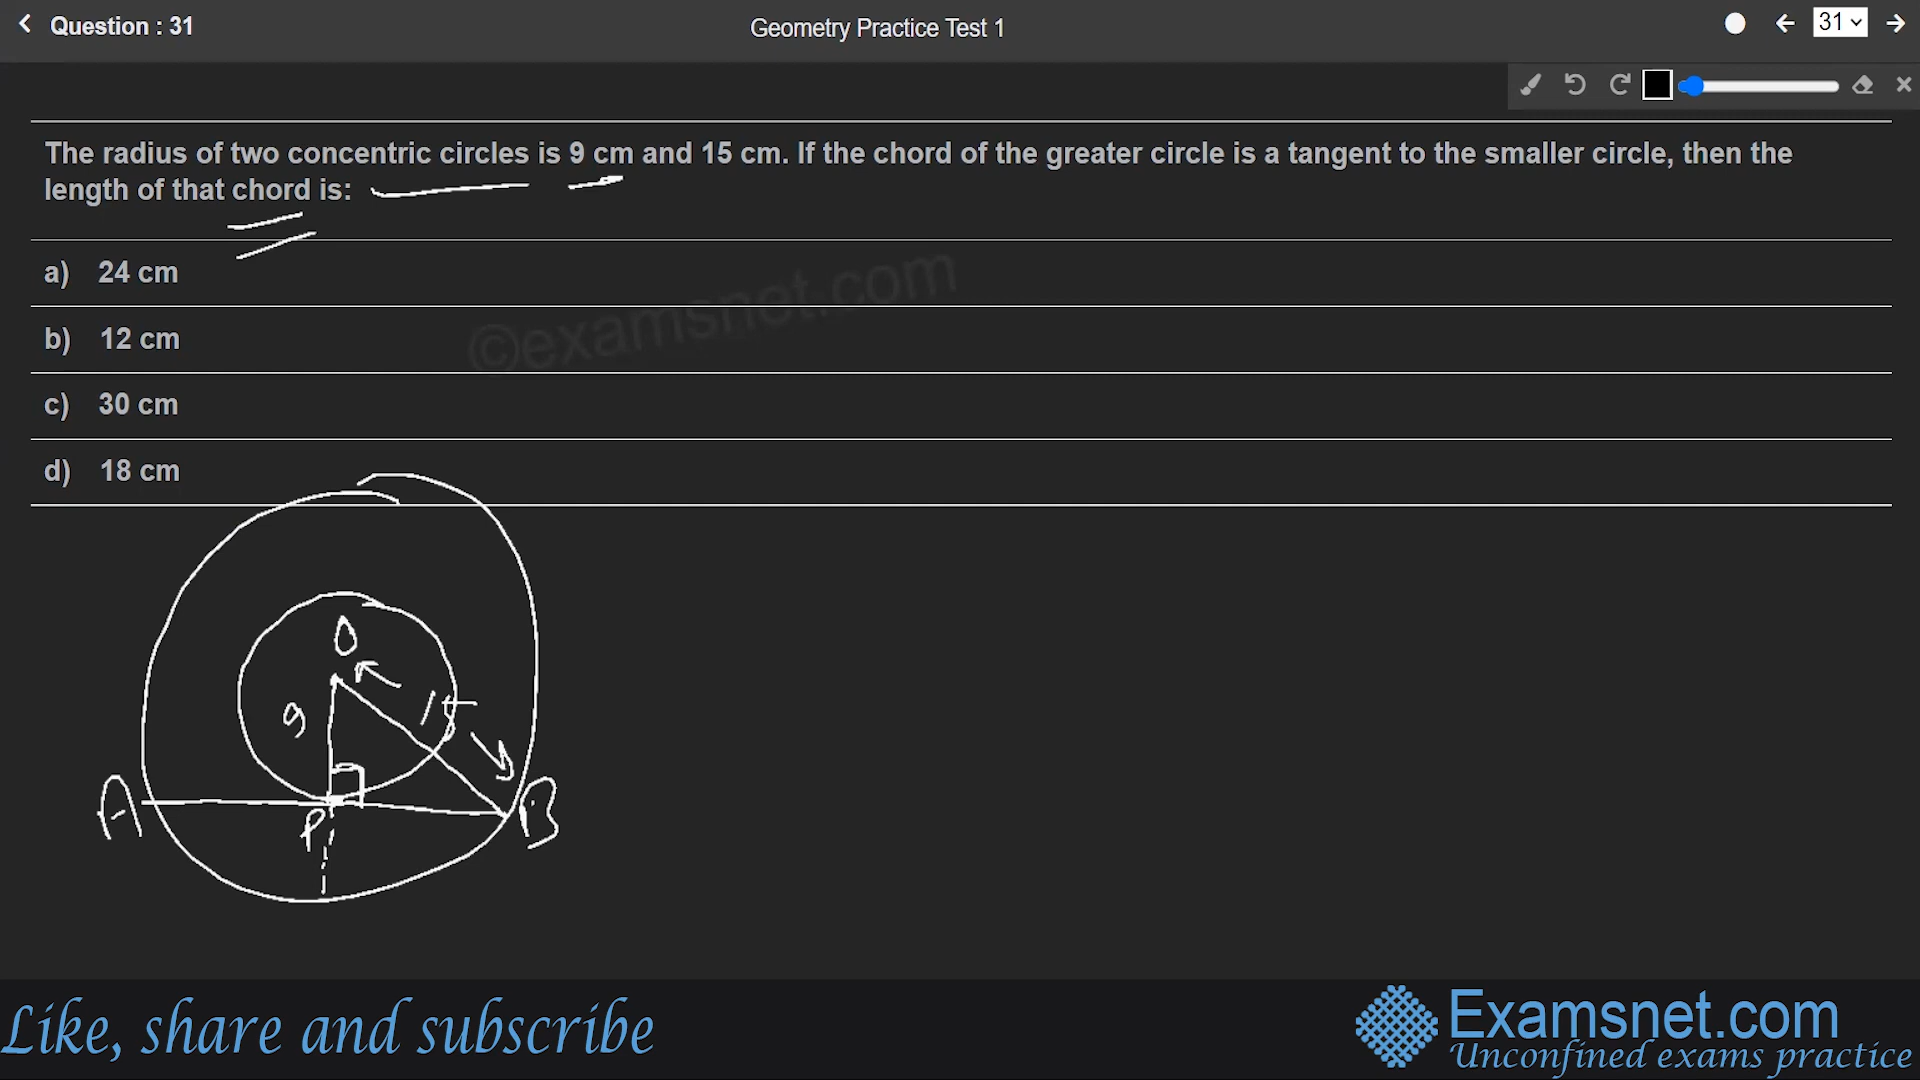 Question : 31
Geometry Practice Test 1
31
The radius of two concentric circles is 9 cm and 15 cm. If the chord of the greater circle is a tangent to the smaller circle, then the
length of that chord is:
a) 24 cm
©examsnet.com
b) 12 cm
c) 30 cm
d) 18 cm
O
9
15
A
P
B
Like, share and subscribe
Examsnet.com
Unconfined exams practice